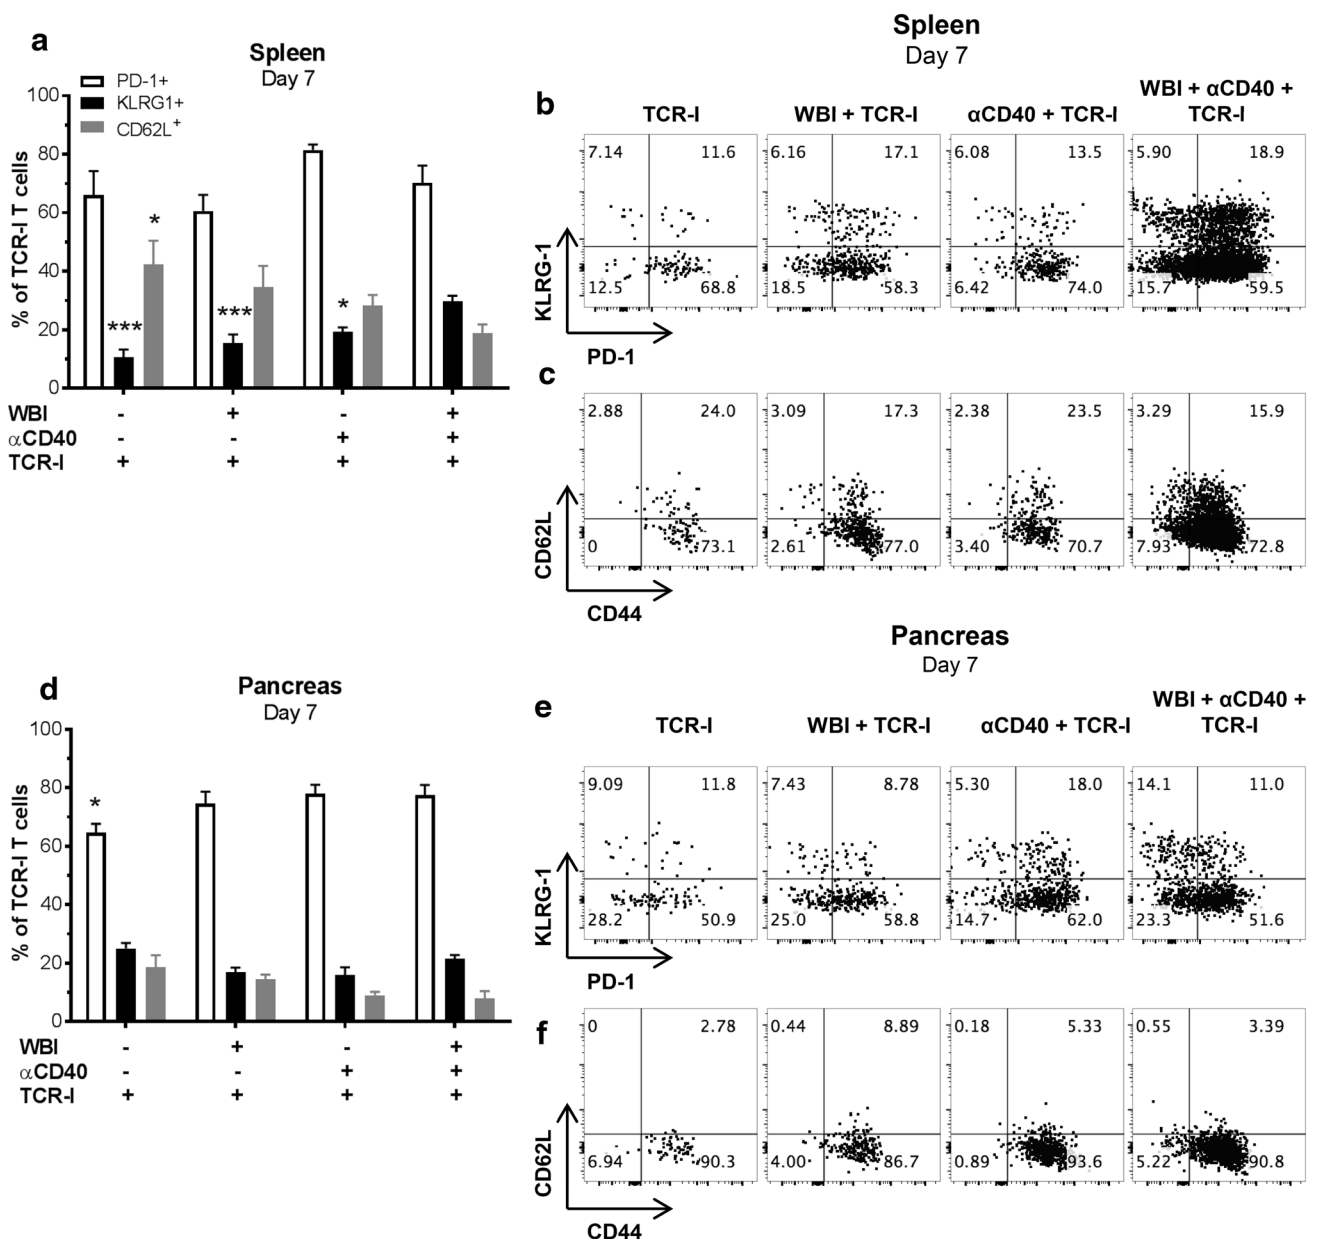 a
Spleen
Day 7
PD-1+
KLRG1+
CD62L+
% of TCR-I T cells
100
80
60
40
20
0
*** * *** *
WBI - + - +
αCD40 - - + +
TCR-I + + + +
Spleen
Day 7
b
TCR-I WBI + TCR-I αCD40 + TCR-I WBI + αCD40 +
TCR-I
7.14 11.6 6.16 17.1 6.08 13.5 5.90 18.9
12.5 68.8 18.5 58.3 6.42 74.0 15.7 59.5
KLRG-1
PD-1
c
2.88 24.0 3.09 17.3 2.38 23.5 3.29 15.9
0 73.1 2.61 77.0 3.40 70.7 7.93 72.8
CD62L
CD44
d
Pancreas
Day 7
% of TCR-I T cells
100
80
60
40
20
0
*
WBI - + - +
αCD40 - - + +
TCR-I + + + +
Pancreas
Day 7
e
TCR-I WBI + TCR-I αCD40 + TCR-I WBI + αCD40 +
TCR-I
9.09 11.8 7.43 8.78 5.30 18.0 14.1 11.0
28.2 50.9 25.0 58.8 14.7 62.0 23.3 51.6
KLRG-1
PD-1
f
0 2.78 0.44 8.89 0.18 5.33 0.55 3.39
6.94 90.3 4.00 86.7 0.89 93.6 5.22 90.8
CD62L
CD44